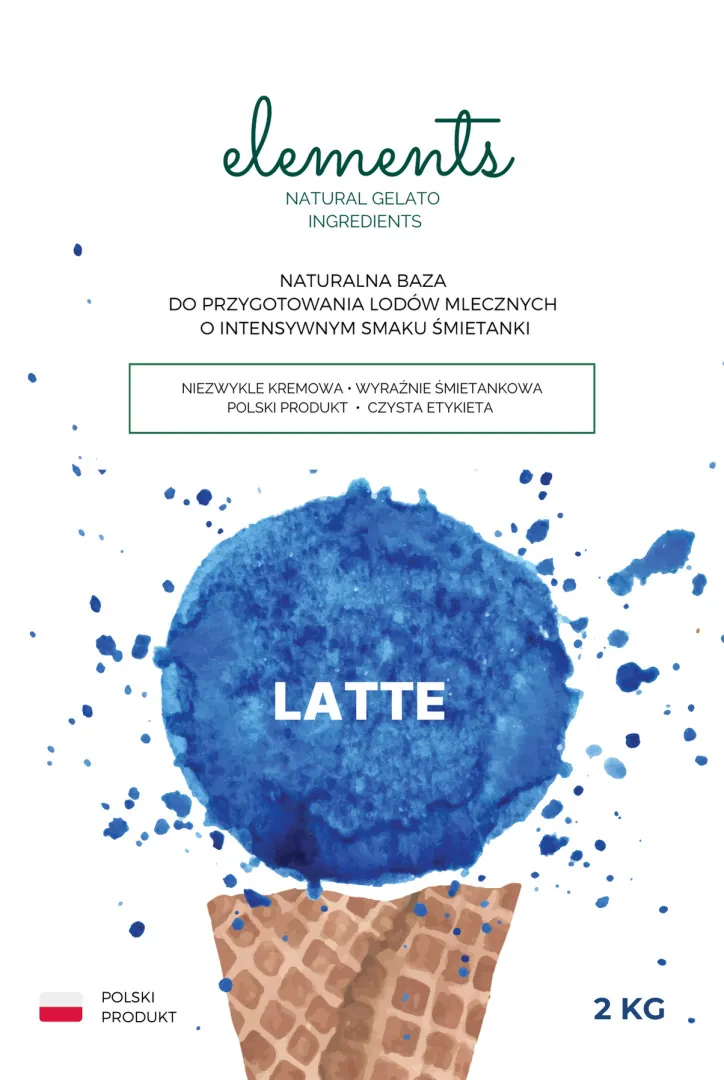 elements
NATURAL GELATO
INGREDIENTS
NATURALNA BAZA
DO PRZYGOTOWANIA LODÓW MLECZNYCH
O INTENSYWNYM SMAKU ŚMIETANKI
NIEZWYKLE KREMOWA • WYRAŹNIE ŚMIETANKOWA
POLSKI PRODUKT • CZYSTA ETYKIETA
LATTE
POLSKI
PRODUKT
2 KG